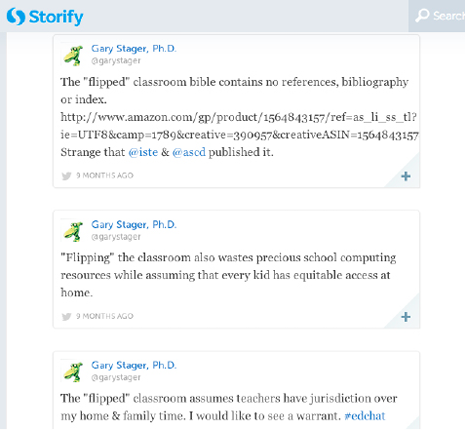 Storify
Search
Gary Stager, Ph.D.
@garystager
The "flipped" classroom bible contains no references, bibliography
or index.
http://www.amazon.com/gp/product/1564843157/ref=as_li_ss_tl?
ie=UTF8&camp=1789&creative=390957&creativeASIN=1564843157
Strange that @iste & @ascd published it.
9 MONTHS AGO
+
Gary Stager, Ph.D.
@garystager
"Flipping" the classroom also wastes precious school computing
resources while assuming that every kid has equitable access at
home.
9 MONTHS AGO
+
Gary Stager, Ph.D.
@garystager
The "flipped" classroom assumes teachers have jurisdiction over
my home & family time. I would like to see a warrant. #edchat